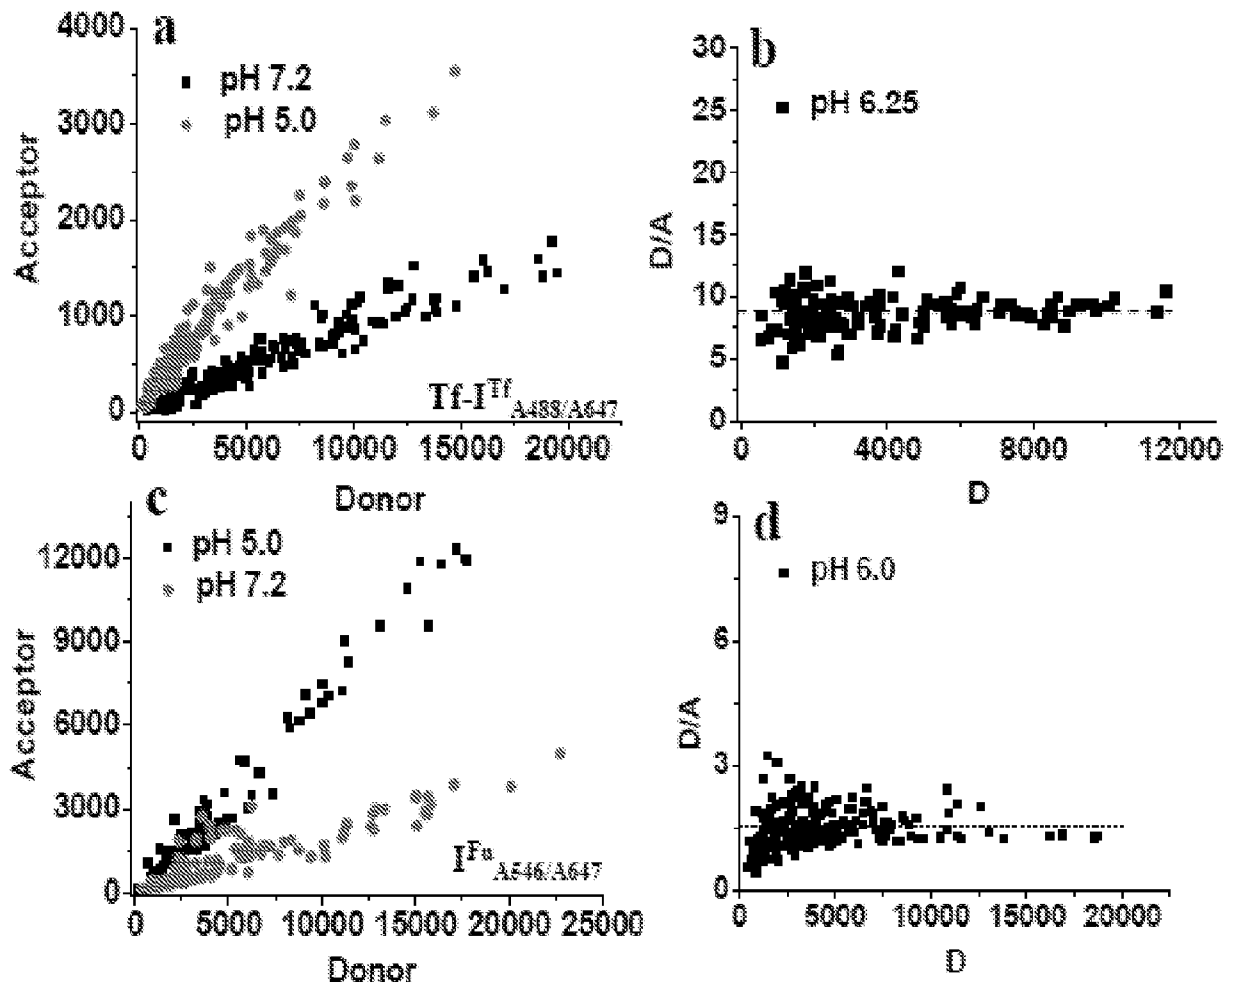 a
4000
3000
2000
1000
0
Acceptor
pH 7.2
pH 5.0
Tf-I^Tf A488/A647
0 5000 10000 15000 20000
Donor
b
30
25
20
15
10
5
0
D/A
pH 6.25
0 4000 8000 12000
D
c
12000
9000
6000
3000
0
Acceptor
pH 5.0
pH 7.2
I^Fu A546/A647
0 5000 10000 15000 20000 25000
Donor
d
9
6
3
0
D/A
pH 6.0
0 5000 10000 15000 20000
D